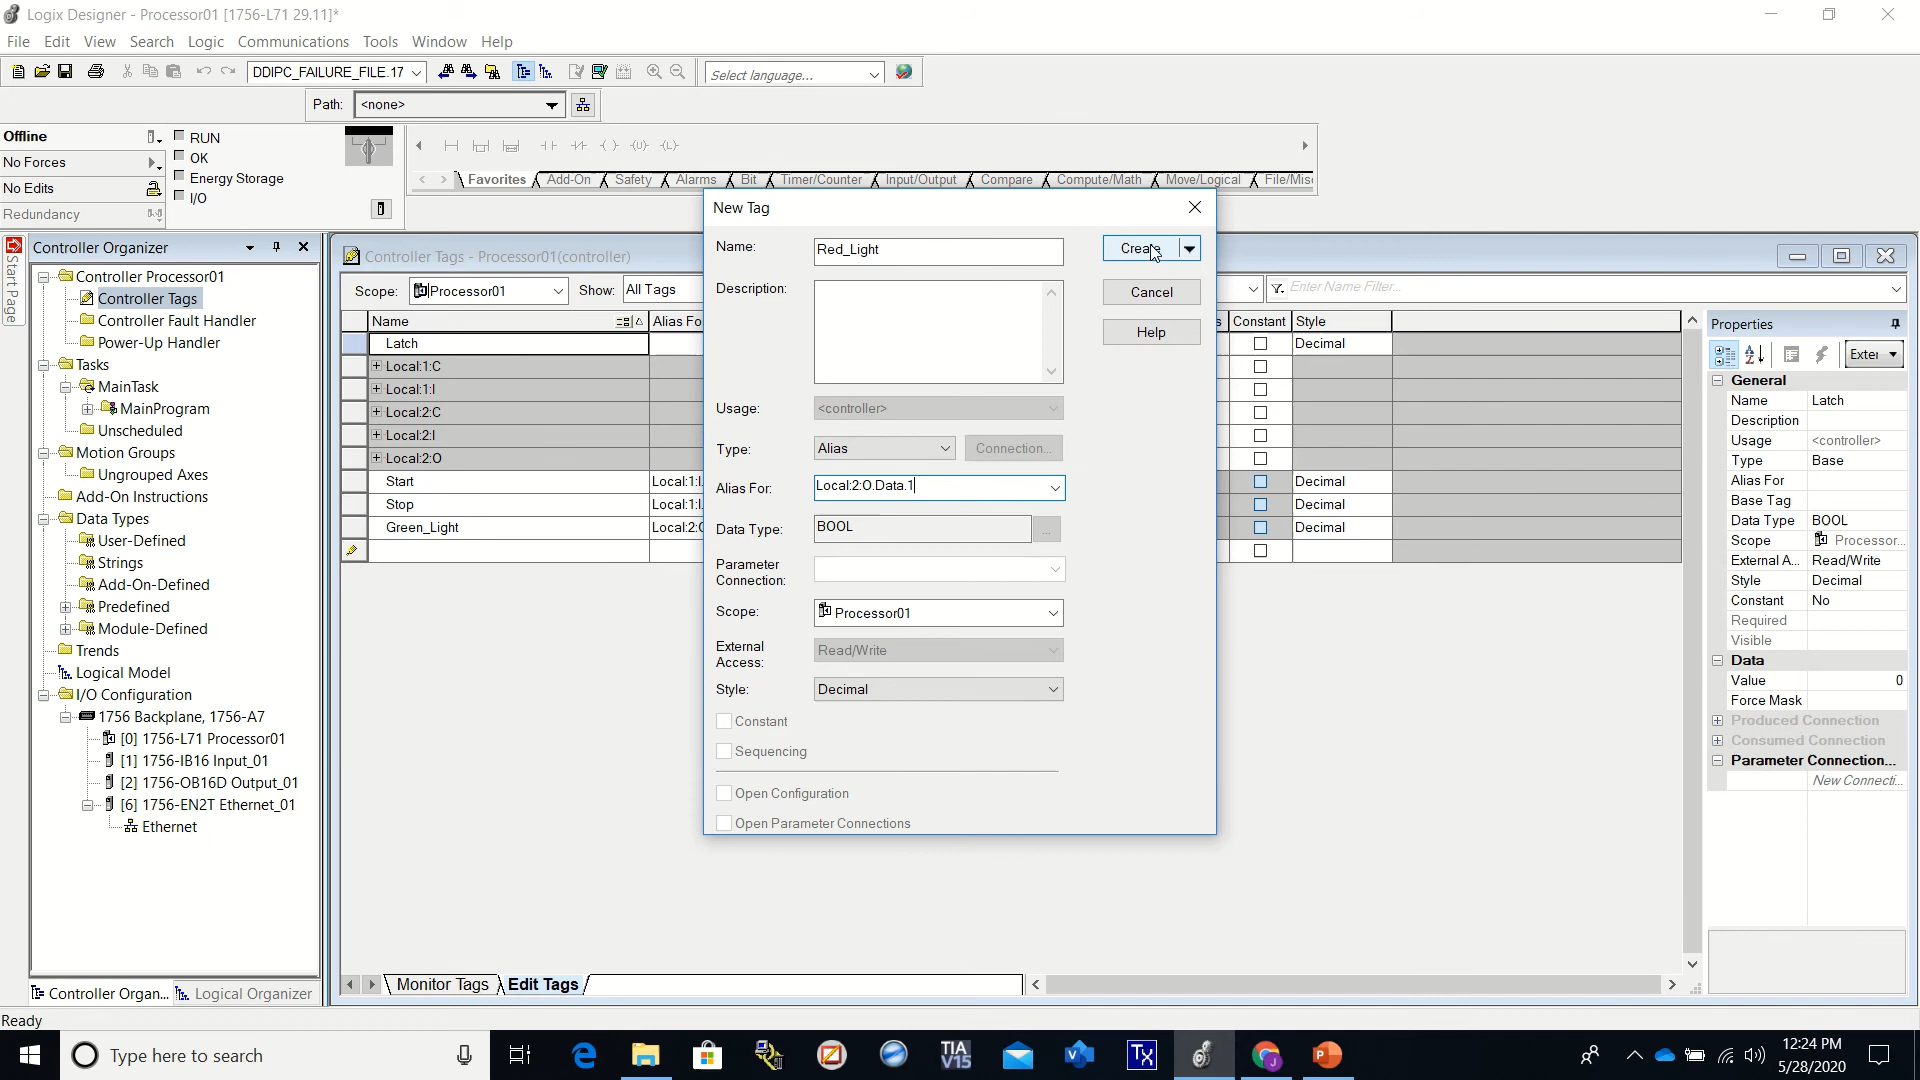 Logix Designer - Processor01 [1756-L71 29.11]*
File Edit View Search Logic Communications Tools Window Help
DDIPC_FAILURE_FILE.17
Select language...
Path: <none>
Offline
RUN
No Forces
OK
No Edits
Energy Storage
Redundancy
I/O
Favorites Add-On Safety Alarms Bit Timer/Counter Input/Output Compare Compute/Math Move/Logical File/Misc
Start Page
Controller Organizer
Controller Processor01
Controller Tags
Controller Fault Handler
Power-Up Handler
Tasks
MainTask
MainProgram
Unscheduled
Motion Groups
Ungrouped Axes
Add-On Instructions
Data Types
User-Defined
Strings
Add-On-Defined
Predefined
Module-Defined
Trends
Logical Model
I/O Configuration
1756 Backplane, 1756-A7
[0] 1756-L71 Processor01
[1] 1756-IB16 Input_01
[2] 1756-OB16D Output_01
[6] 1756-EN2T Ethernet_01
Ethernet
Controller Organ... Logical Organizer
Controller Tags - Processor01(controller)
Scope: Processor01 Show: All Tags
Enter Name Filter...
Name Alias Fo s Constant Style
Latch Decimal
Local:1:C
Local:1:I
Local:2:C
Local:2:I
Local:2:O
Start Local:1:I. Decimal
Stop Local:1:I. Decimal
Green_Light Local:2:O Decimal
Monitor Tags Edit Tags
New Tag
Name: Red_Light
Create
Description:
Cancel
Help
Usage: <controller>
Type: Alias Connection...
Alias For: Local:2:O.Data.1
Data Type: BOOL ...
Parameter
Connection:
Scope: Processor01
External
Access: Read/Write
Style: Decimal
Constant
Sequencing
Open Configuration
Open Parameter Connections
Properties
Exter
General
Name Latch
Description
Usage <controller>
Type Base
Alias For
Base Tag
Data Type BOOL
Scope Processor...
External A... Read/Write
Style Decimal
Constant No
Required
Visible
Data
Value 0
Force Mask
Produced Connection
Consumed Connection
Parameter Connection...
New Connecti...
Ready
Type here to search
TIA
V15
TX
12:24 PM
5/28/2020